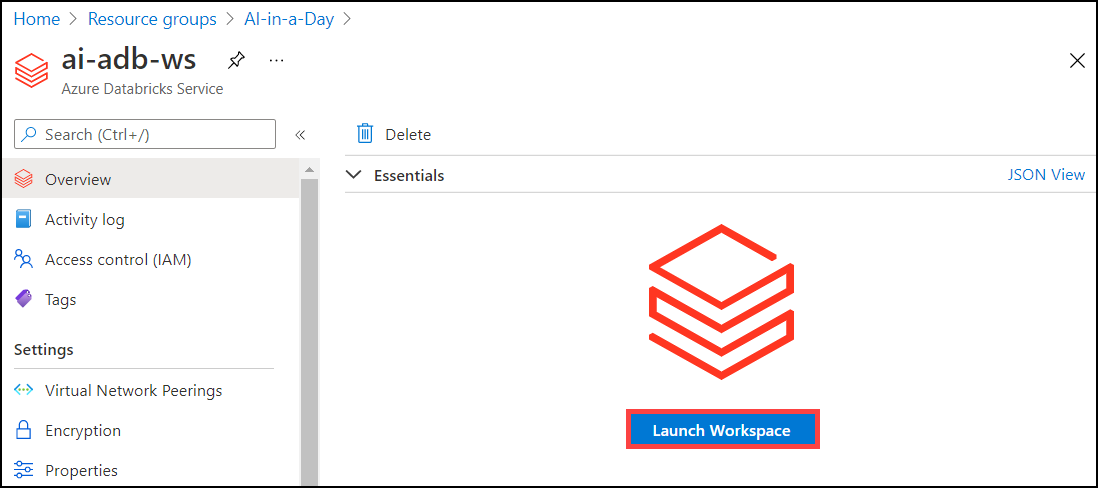 Home > Resource groups > AI-in-a-Day >
ai-adb-ws
...
Azure Databricks Service
Search (Ctrl+/)
«
Delete
Essentials
JSON View
Overview
Activity log
Access control (IAM)
Tags
Settings
Virtual Network Peerings
Encryption
Properties
Launch Workspace